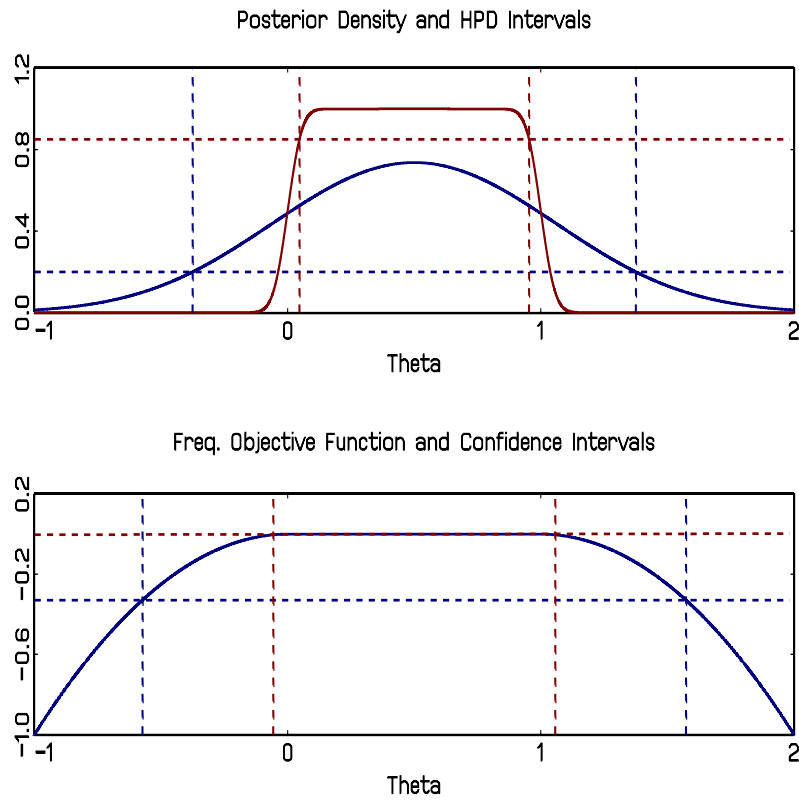 Posterior Density and HPD Intervals
1.2
0.8
0.4
0.0
-1 0 1 2
Theta
Freq. Objective Function and Confidence Intervals
0.2
-0.2
-0.6
-1.0
-1 0 1 2
Theta